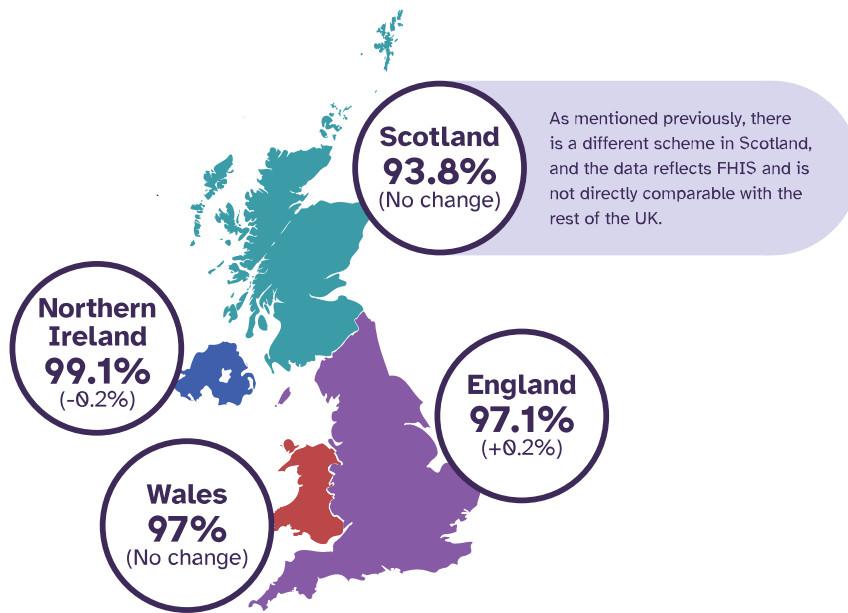 Scotland
93.8%
(No change)
As mentioned previously, there
is a different scheme in Scotland,
and the data reflects FHIS and is
not directly comparable with the
rest of the UK.
Northern
Ireland
99.1%
(-0.2%)
England
97.1%
(+0.2%)
Wales
97%
(No change)